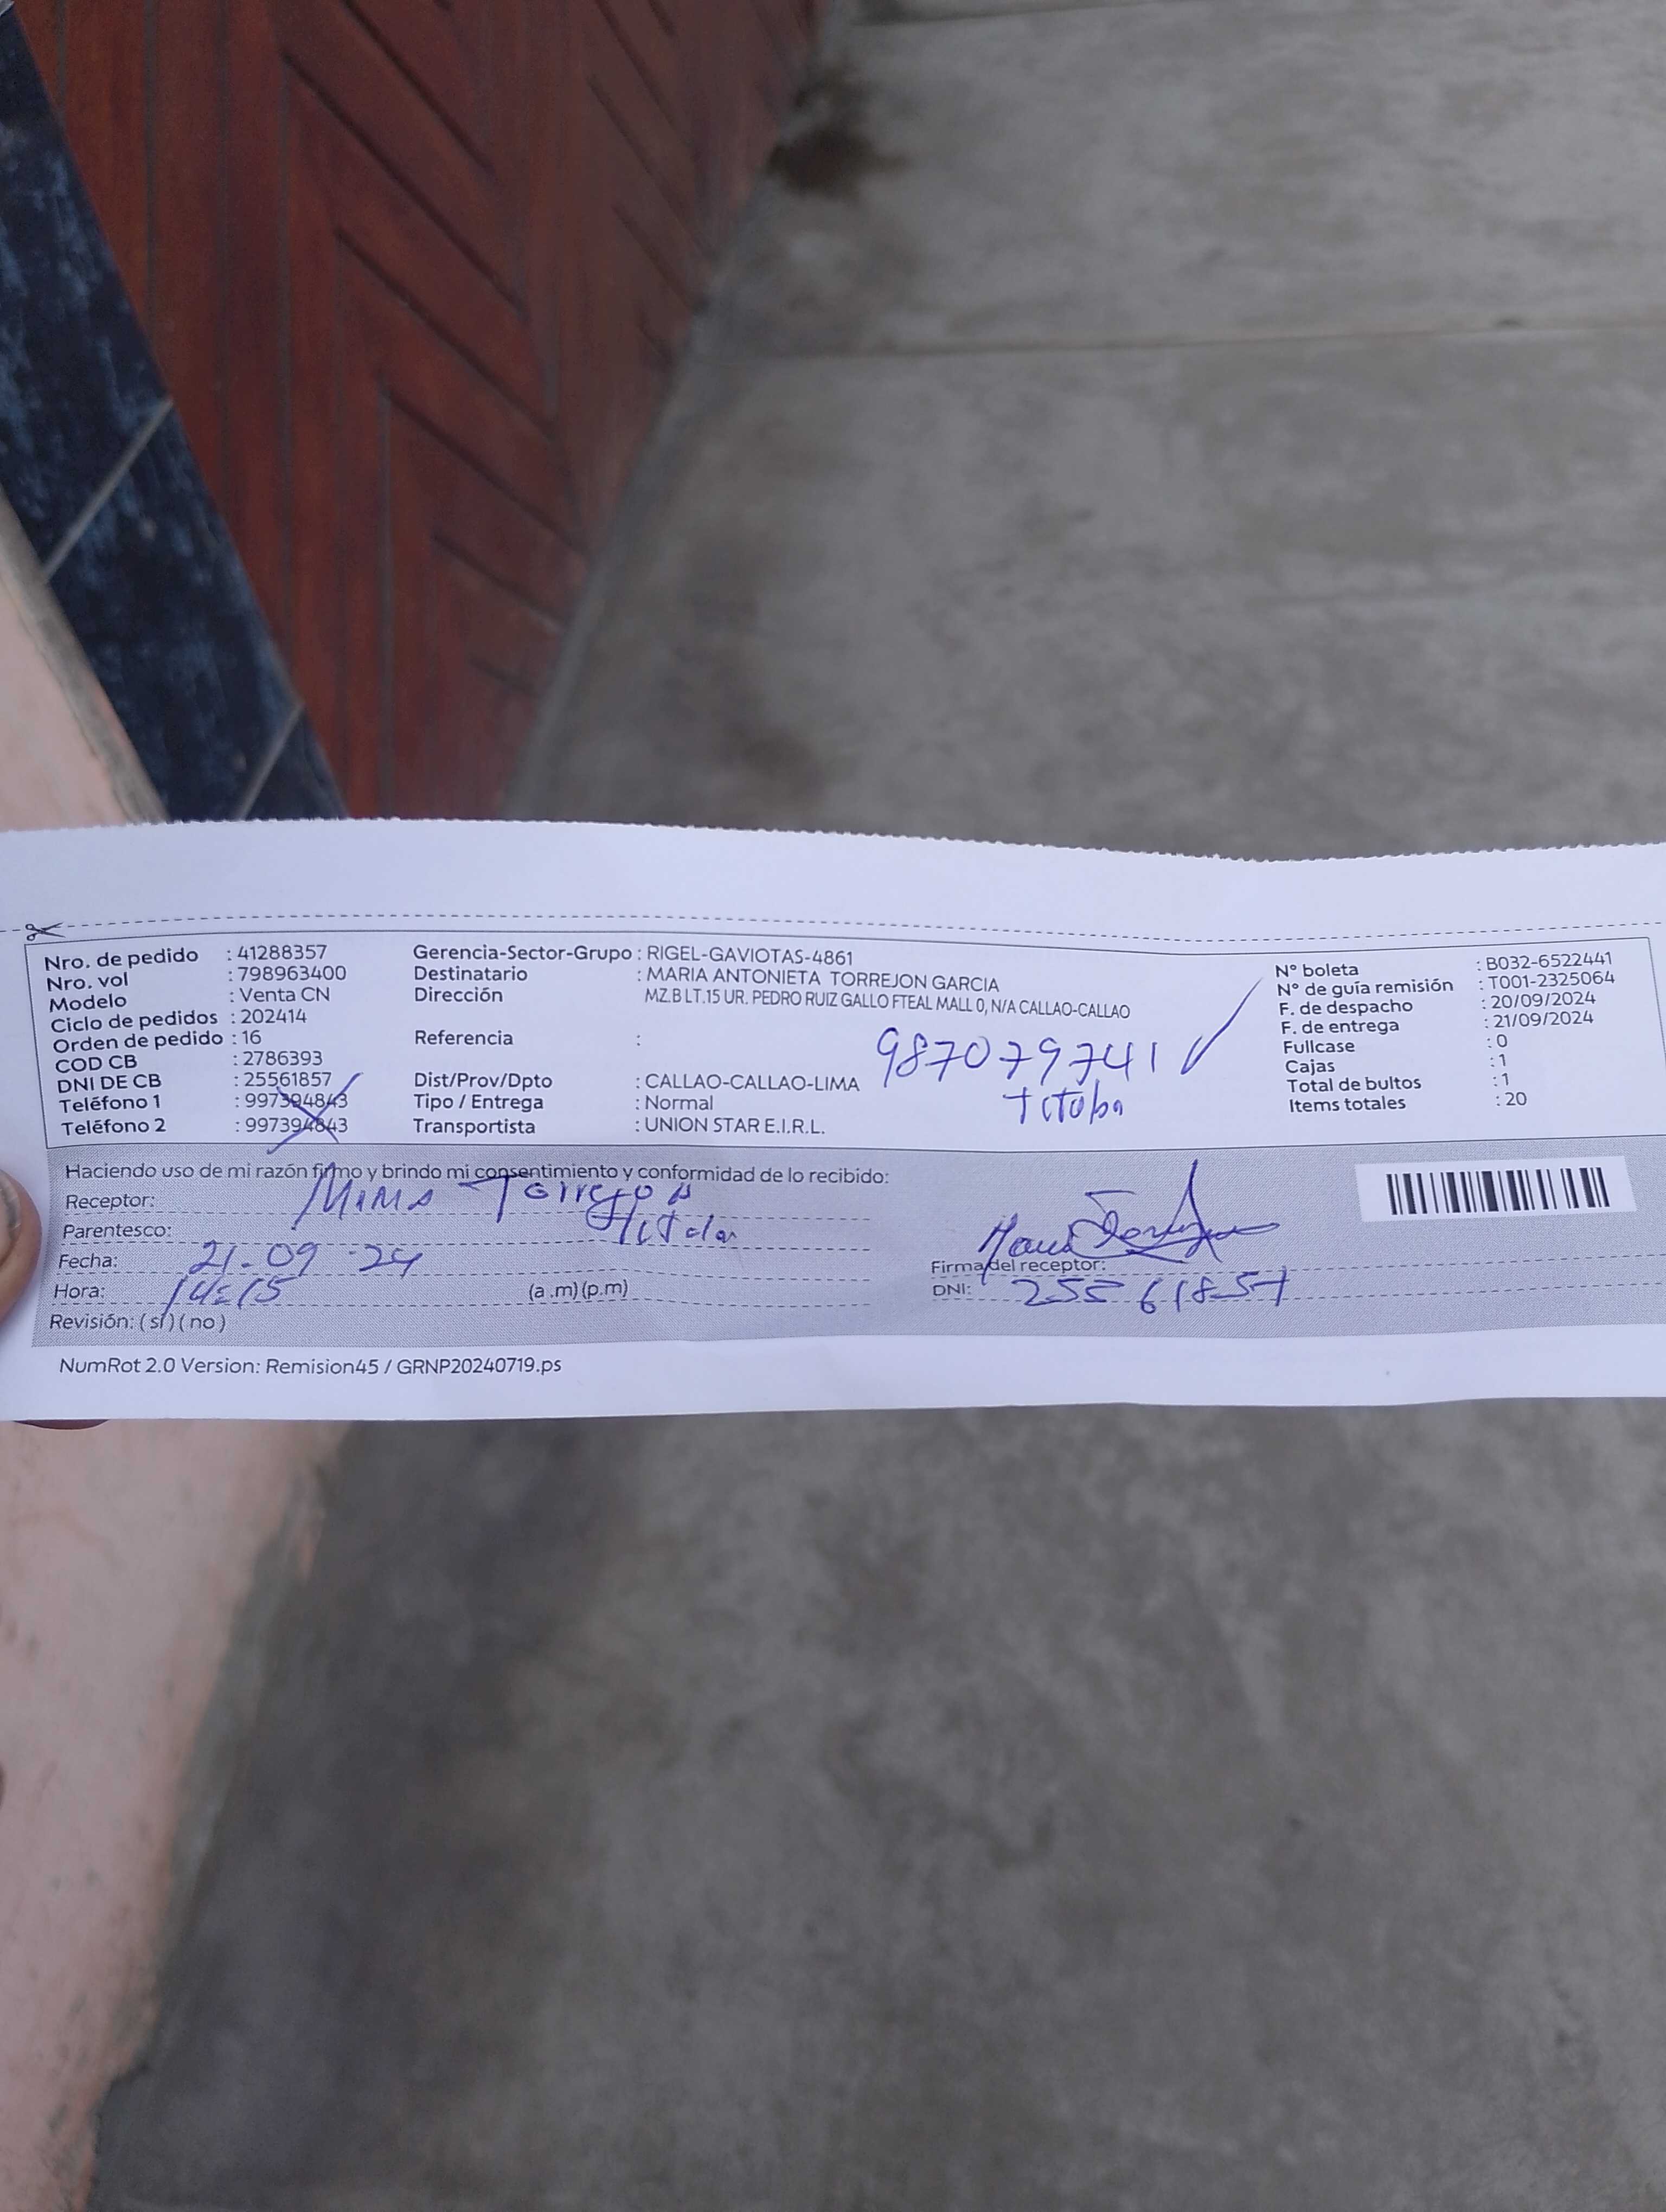 Nro. de pedido : 41288357
Nro. vol : 798963400
Modelo : Venta CN
Ciclo de pedidos : 202414
Orden de pedido : 16
COD CB : 2786393
DNI DE CB : 25561857
Teléfono 1 : 997394843
Teléfono 2 : 997394843
Gerencia-Sector-Grupo : RIGEL-GAVIOTAS-4861
Destinatario : MARIA ANTONIETA TORREJON GARCIA
Dirección MZ.B LT.15 UR. PEDRO RUIZ GALLO FTEAL MALL 0, N/A CALLAO-CALLAO
Referencia :
987079741
Dist/Prov/Dpto : CALLAO-CALLAO-LIMA
Tipo / Entrega : Normal
Transportista : UNION STAR E.I.R.L.
N° boleta : B032-6522441
N° de guía remisión : T001-2325064
F. de despacho : 20/09/2024
F. de entrega : 21/09/2024
Fullcase : 0
Cajas : 1
Total de bultos : 1
Items totales : 20
Haciendo uso de mi razón firmo y brindo mi consentimiento y conformidad de lo recibido:
Receptor: Torrejon
Parentesco: titular
Fecha: 21-09-24
Hora: 14:15 (a.m) (p.m)
Revisión: ( sí ) ( no )
Firma del receptor:
DNI: 25561857
NumRot 2.0 Version: Remision45 / GRNP20240719.ps